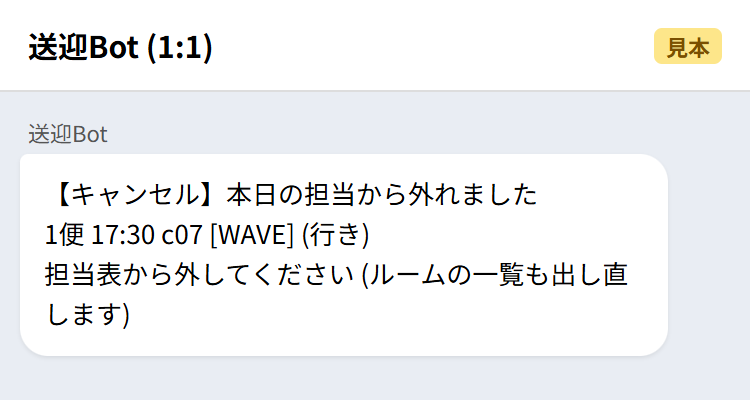 送迎Bot (1:1)
見本
送迎Bot
【キャンセル】本日の担当から外れました
1便 17:30 c07 [WAVE] (行き)
担当表から外してください (ルームの一覧も出し直
します)